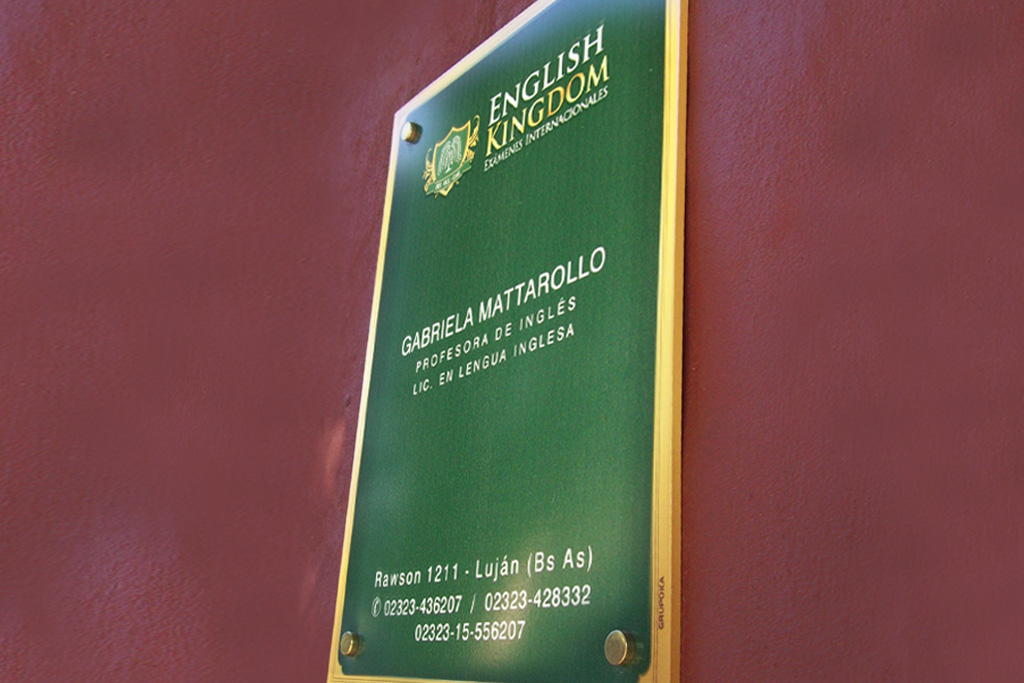 ENGLISH
KINGDOM
EXÁMENES INTERNACIONALES
GABRIELA MATTAROLLO
PROFESORA DE INGLÉS
LIC. EN LENGUA INGLESA
Rawson 1211 - Luján (Bs As)
✆ 02323-436207 / 02323-428332
02323-15-556207
GRUPOKA